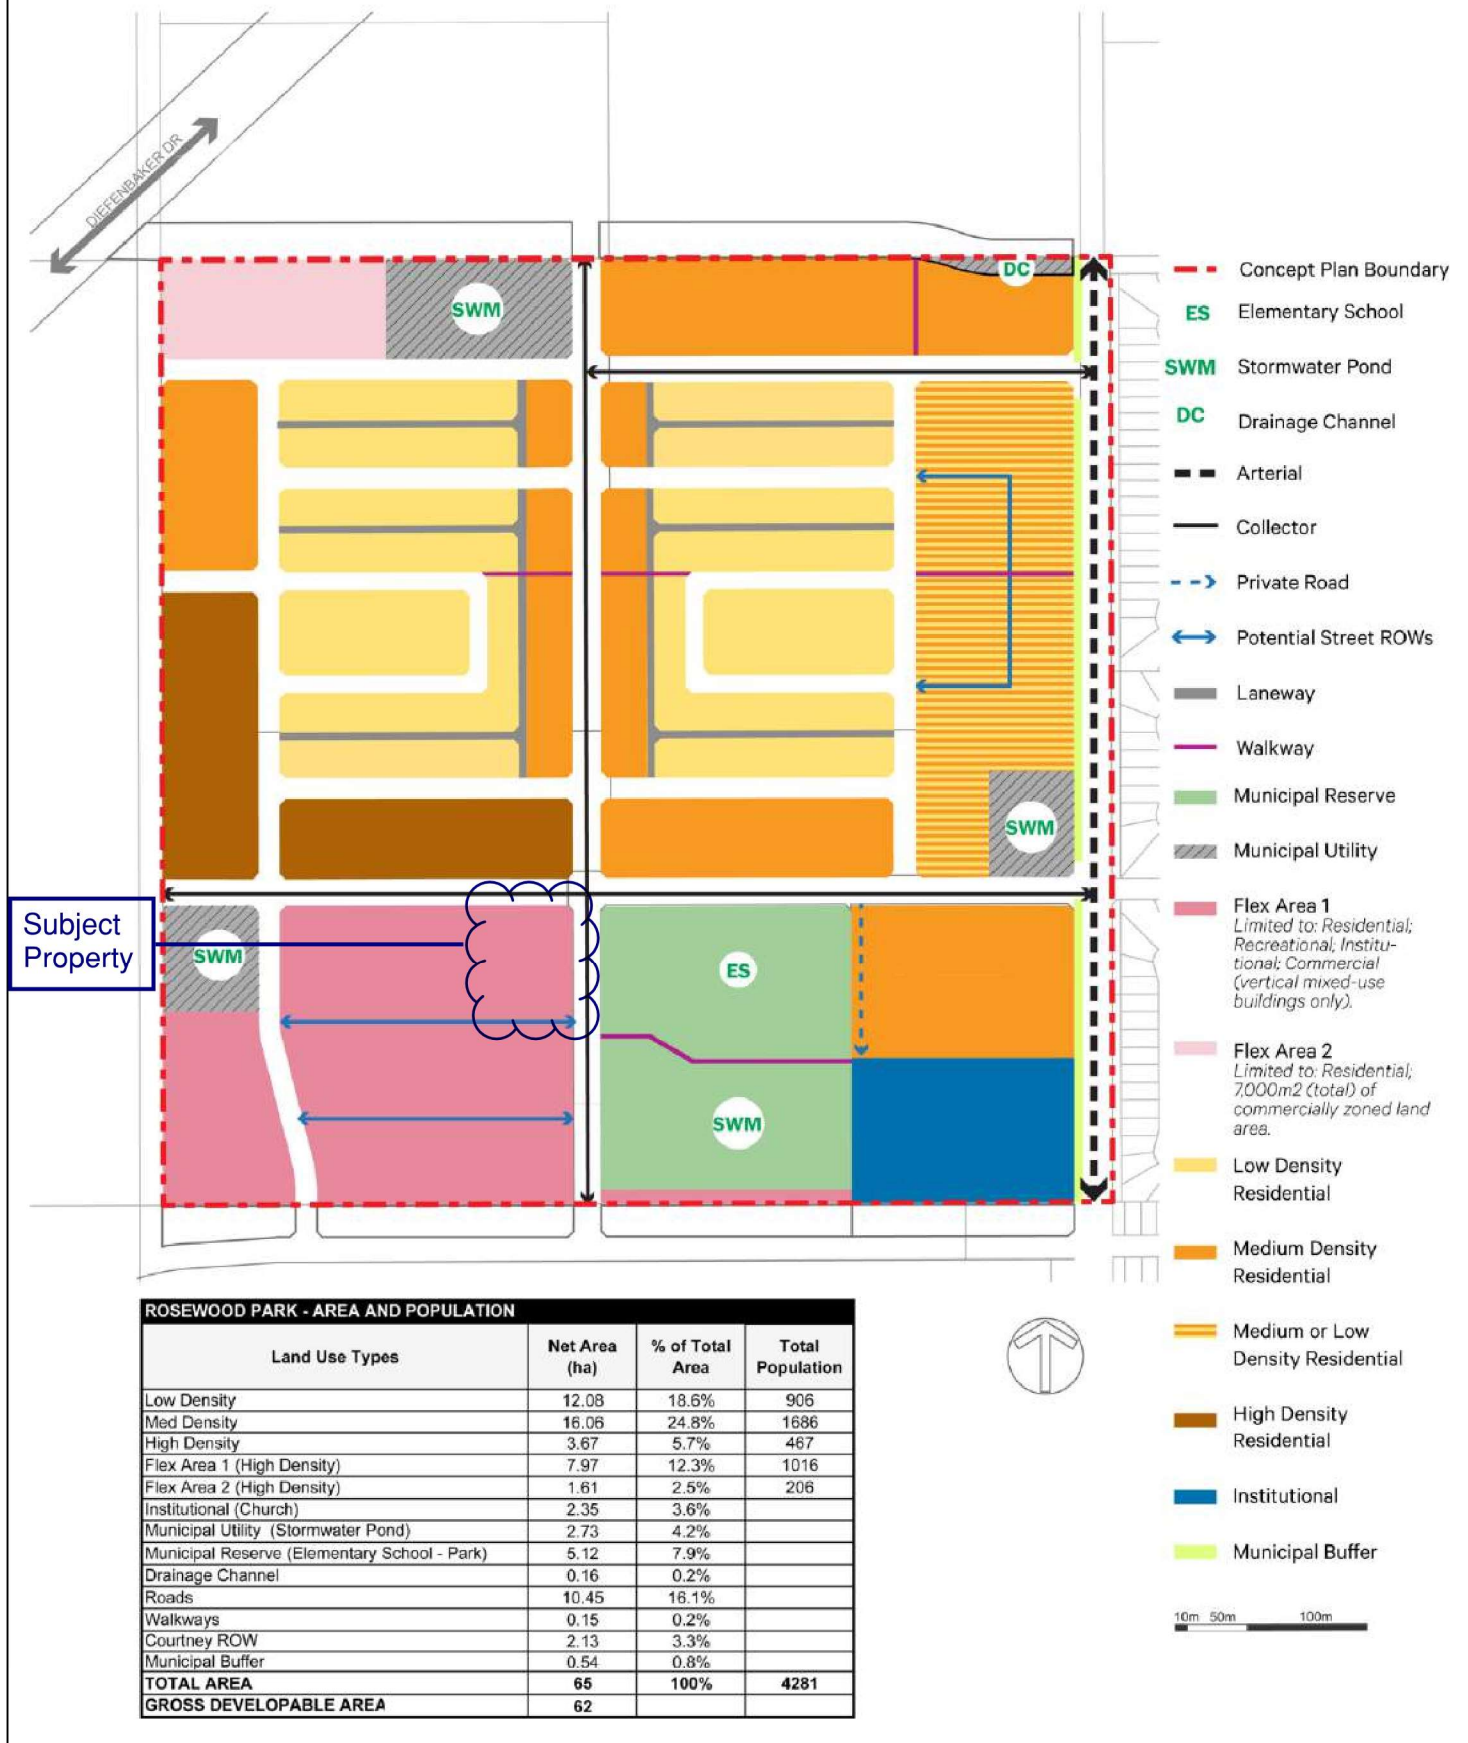 DIEFENBAKER DR
DC
SWM
SWM
Subject
Property
SWM
ES
SWM
Concept Plan Boundary
ES Elementary School
SWM Stormwater Pond
DC Drainage Channel
Arterial
Collector
Private Road
Potential Street ROWs
Laneway
Walkway
Municipal Reserve
Municipal Utility
Flex Area 1
Limited to: Residential;
Recreational; Institu-
tional; Commercial
(vertical mixed-use
buildings only).
Flex Area 2
Limited to: Residential;
7,000m2 (total) of
commercially zoned land
area.
Low Density
Residential
Medium Density
Residential
Medium or Low
Density Residential
High Density
Residential
Institutional
Municipal Buffer
10m 50m 100m
ROSEWOOD PARK - AREA AND POPULATION
Land Use Types Net Area (ha) % of Total Area Total Population
Low Density 12.08 18.6% 906
Med Density 16.06 24.8% 1686
High Density 3.67 5.7% 467
Flex Area 1 (High Density) 7.97 12.3% 1016
Flex Area 2 (High Density) 1.61 2.5% 206
Institutional (Church) 2.35 3.6%
Municipal Utility (Stormwater Pond) 2.73 4.2%
Municipal Reserve (Elementary School - Park) 5.12 7.9%
Drainage Channel 0.16 0.2%
Roads 10.45 16.1%
Walkways 0.15 0.2%
Courtney ROW 2.13 3.3%
Municipal Buffer 0.54 0.8%
TOTAL AREA 65 100% 4281
GROSS DEVELOPABLE AREA 62